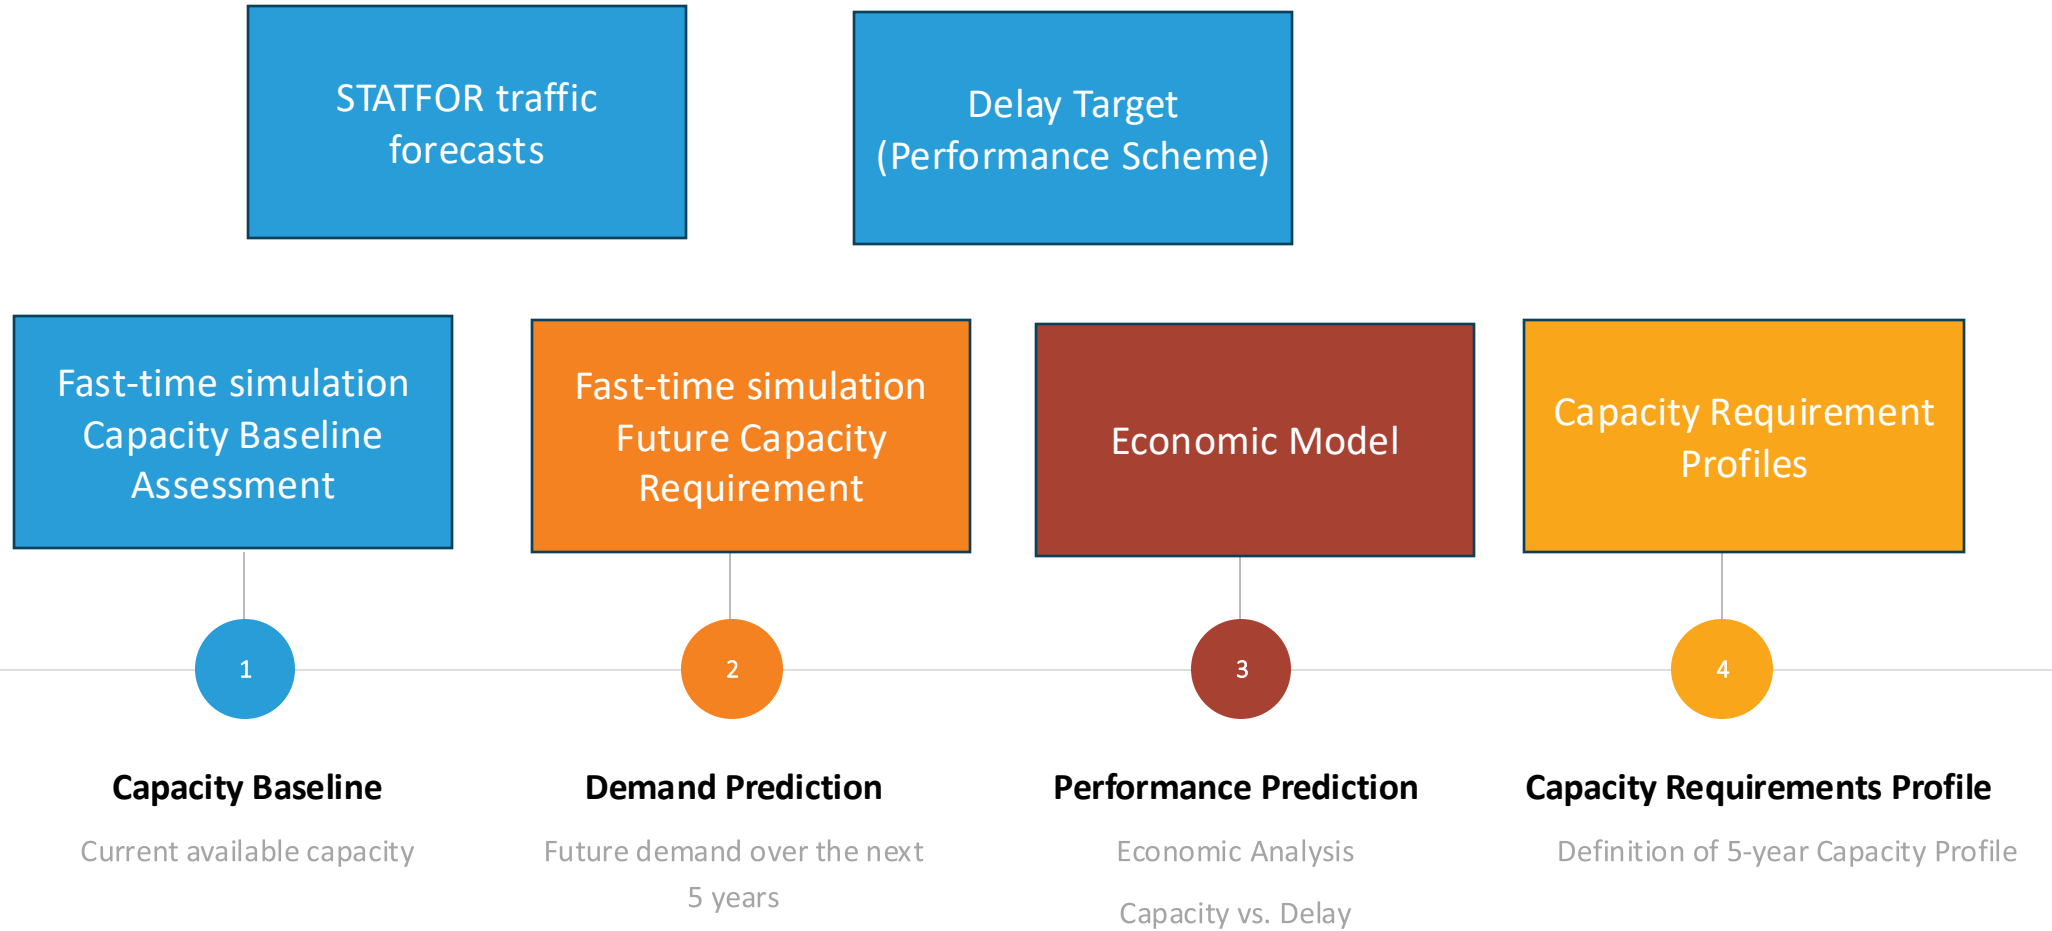 STATFOR traffic
forecasts
Delay Target
(Performance Scheme)
Fast-time simulation
Capacity Baseline
Assessment
Fast-time simulation
Future Capacity
Requirement
Economic Model
Capacity Requirement
Profiles
1
2
3
4
Capacity Baseline
Current available capacity
Demand Prediction
Future demand over the next
5 years
Performance Prediction
Economic Analysis
Capacity vs. Delay
Capacity Requirements Profile
Definition of 5-year Capacity Profile